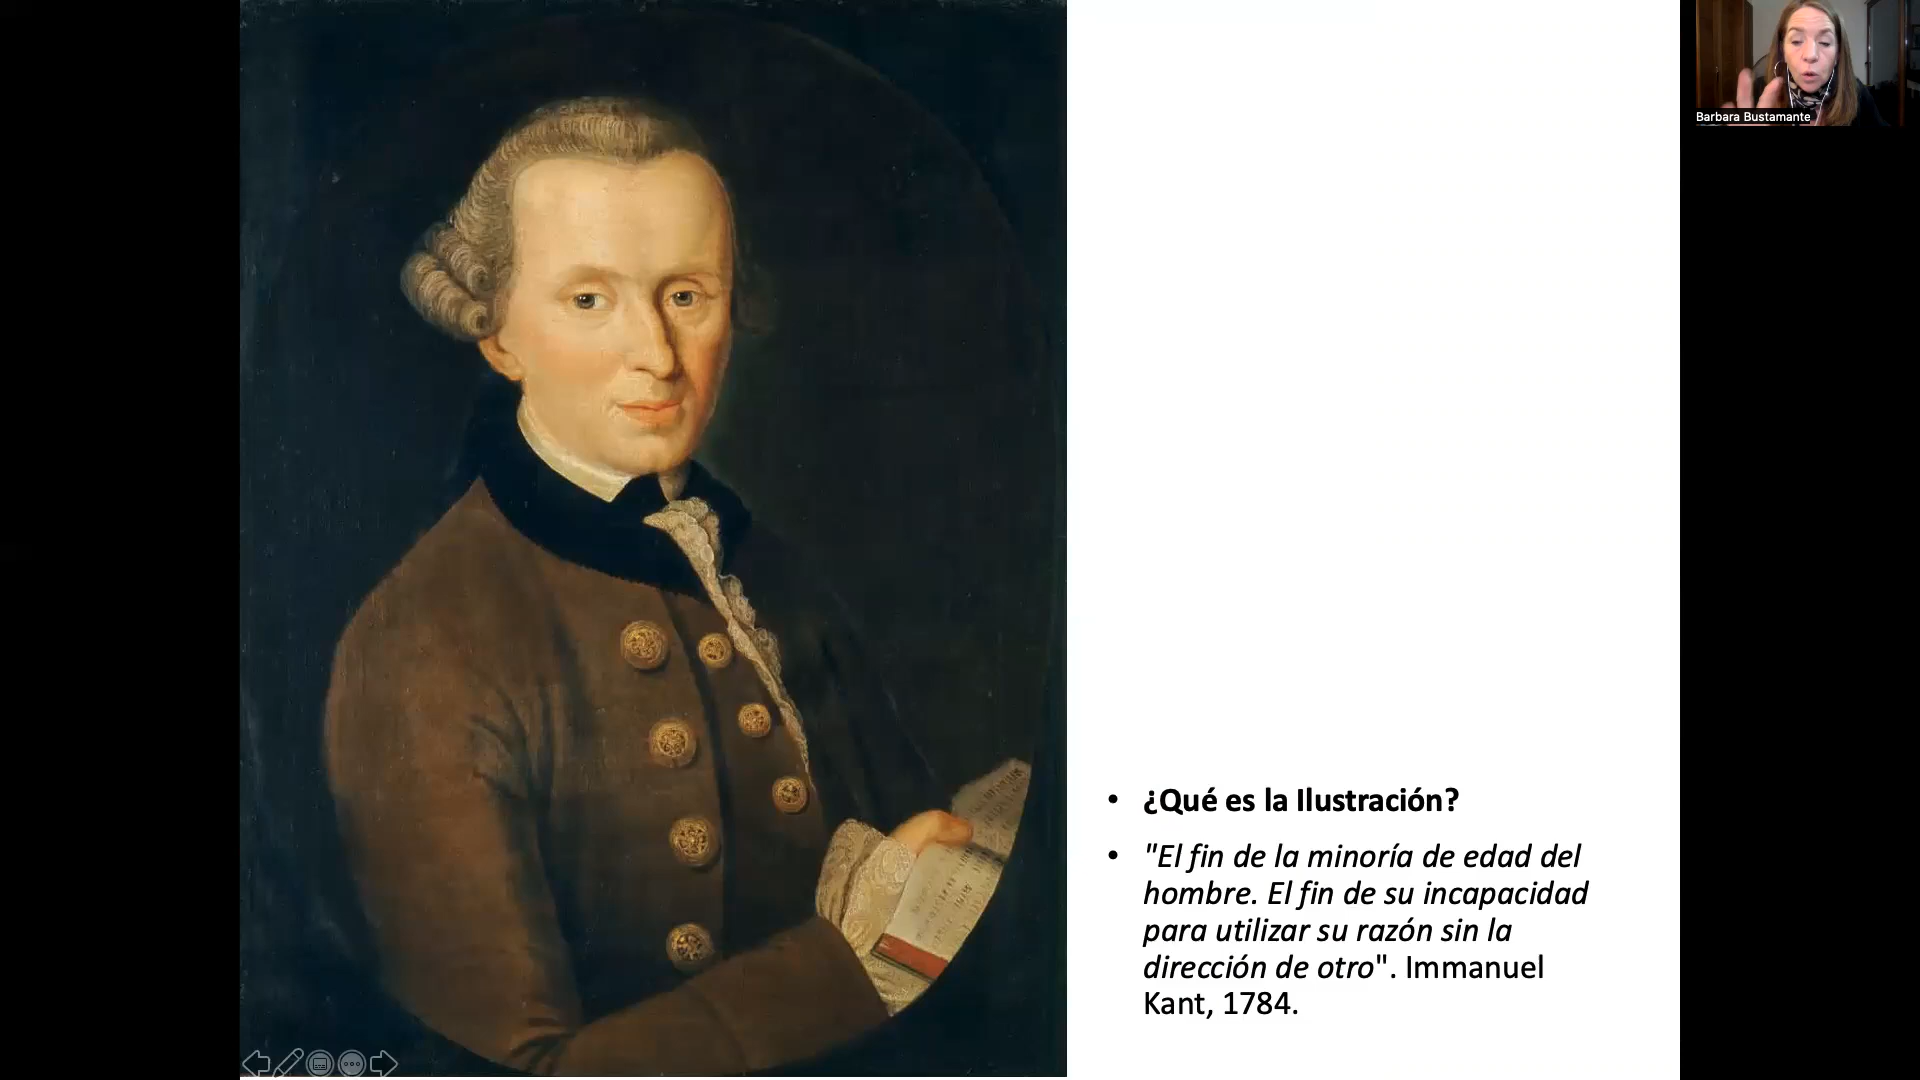 Barbara Bustamante
• ¿Qué es la Ilustración?
• "El fin de la minoría de edad del
hombre. El fin de su incapacidad
para utilizar su razón sin la
dirección de otro". Immanuel
Kant, 1784.